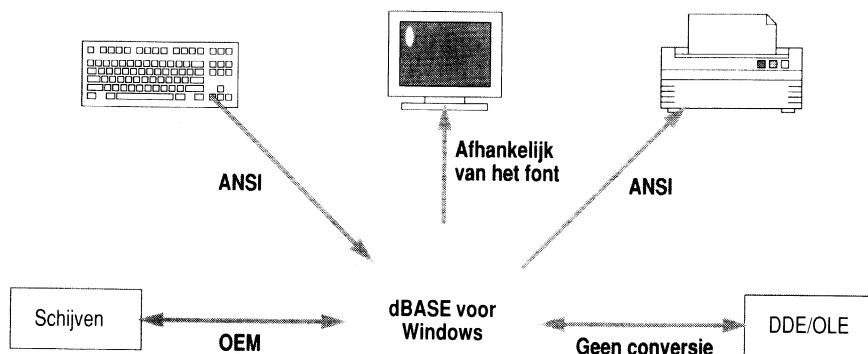 Afhankelijk
van het font
ANSI
ANSI
Schijven
OEM
dBASE voor
Windows
Geen conversie
DDE/OLE